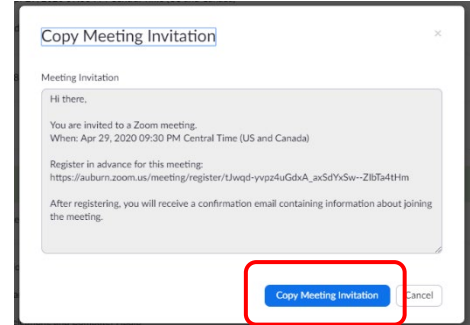 Copy Meeting Invitation
Meeting Invitation
Hi there,
You are invited to a Zoom meeting.
When: Apr 29, 2020 09:30 PM Central Time (US and Canada)
Register in advance for this meeting:
https://auburn.zoom.us/meeting/register/tJwqd-yvpz4uGdxA_axSdYxSw--ZIbTa4tHm
After registering, you will receive a confirmation email containing information about joining
the meeting.
Copy Meeting Invitation
Cancel